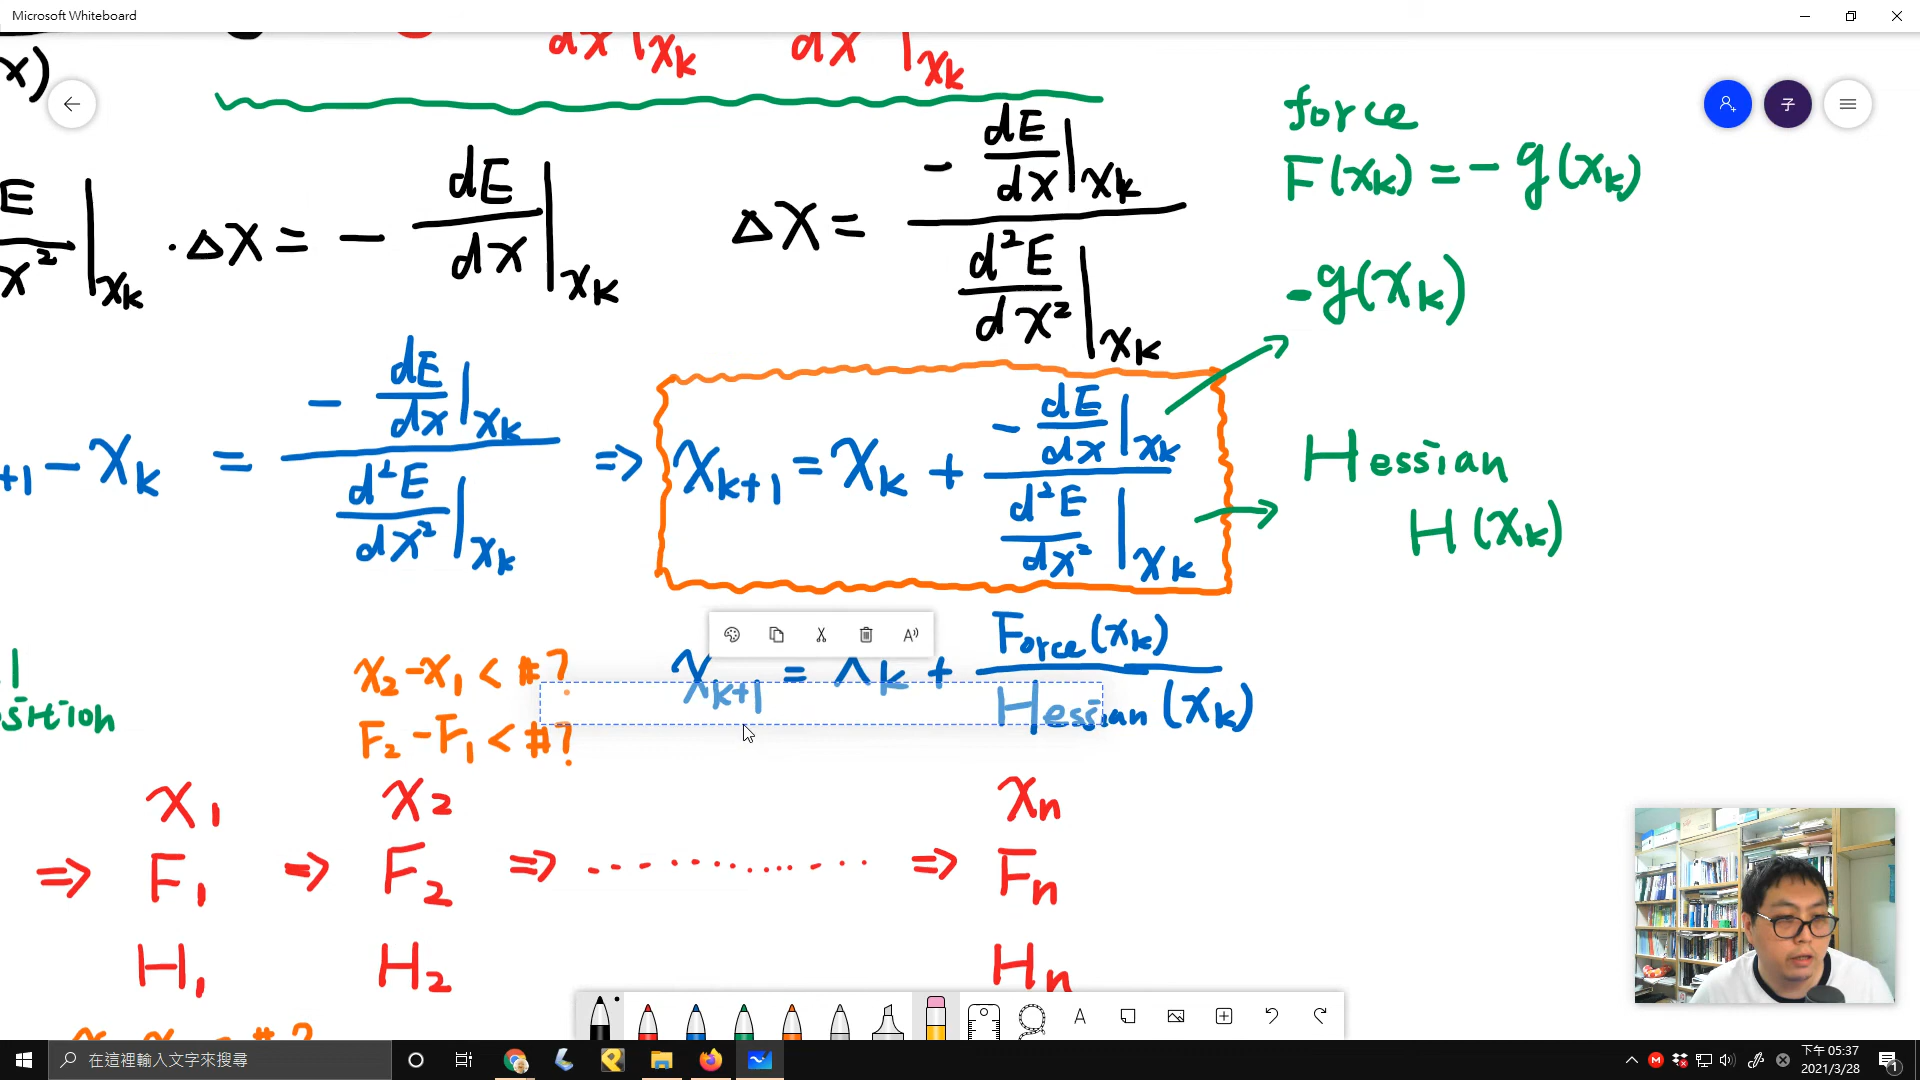 Microsoft Whiteboard
dx |xk dx |xk
x)
子
E/x² |xk · Δx = - dE/dx |xk
Δx = - dE/dx |xk / d²E/dx² |xk
force
F(xk) = - g(xk)
-g(xk)
+1 - xk = - dE/dx |xk / d²E/dx² |xk ⇒ xk+1 = xk + - dE/dx |xk / d²E/dx² |xk
Hessian
H(xk)
xk+1 = xk + Force(xk) / Hessian(xk)
x2 - x1 < #?
F2 - F1 < #?
sition
x1 x2 xn
⇒ F1 ⇒ F2 ⇒ .............. ⇒ Fn
H1 H2 Hn
#?
在這裡輸入文字來搜尋
下午 05:37
2021/3/28
1